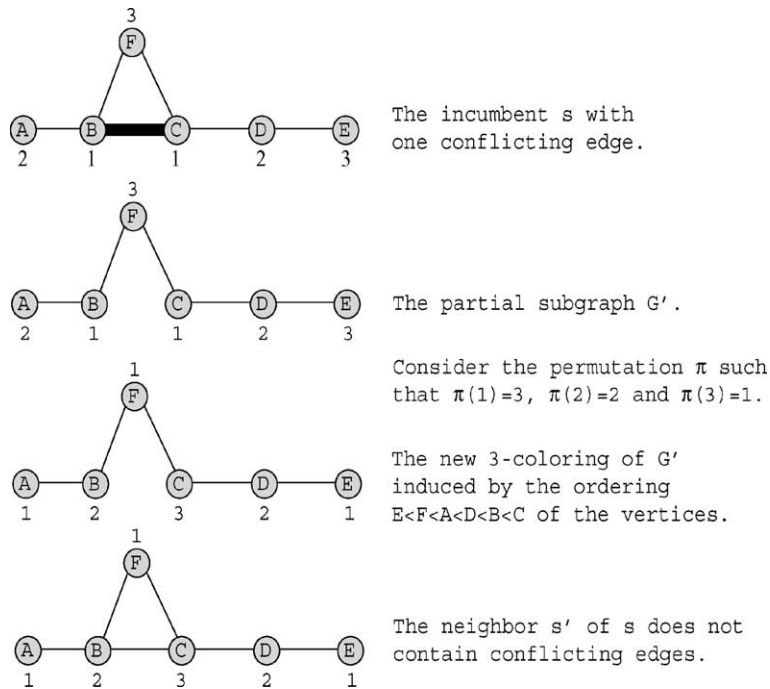 3
F
A B C D E
2 1 1 2 3
The incumbent s with
one conflicting edge.
3
F
A B C D E
2 1 1 2 3
The partial subgraph G’.
Consider the permutation π such
that π(1)=3, π(2)=2 and π(3)=1.
1
F
A B C D E
1 2 3 2 1
The new 3-coloring of G’
induced by the ordering
E<F<A<D<B<C of the vertices.
1
F
A B C D E
1 2 3 2 1
The neighbor s’ of s does not
contain conflicting edges.